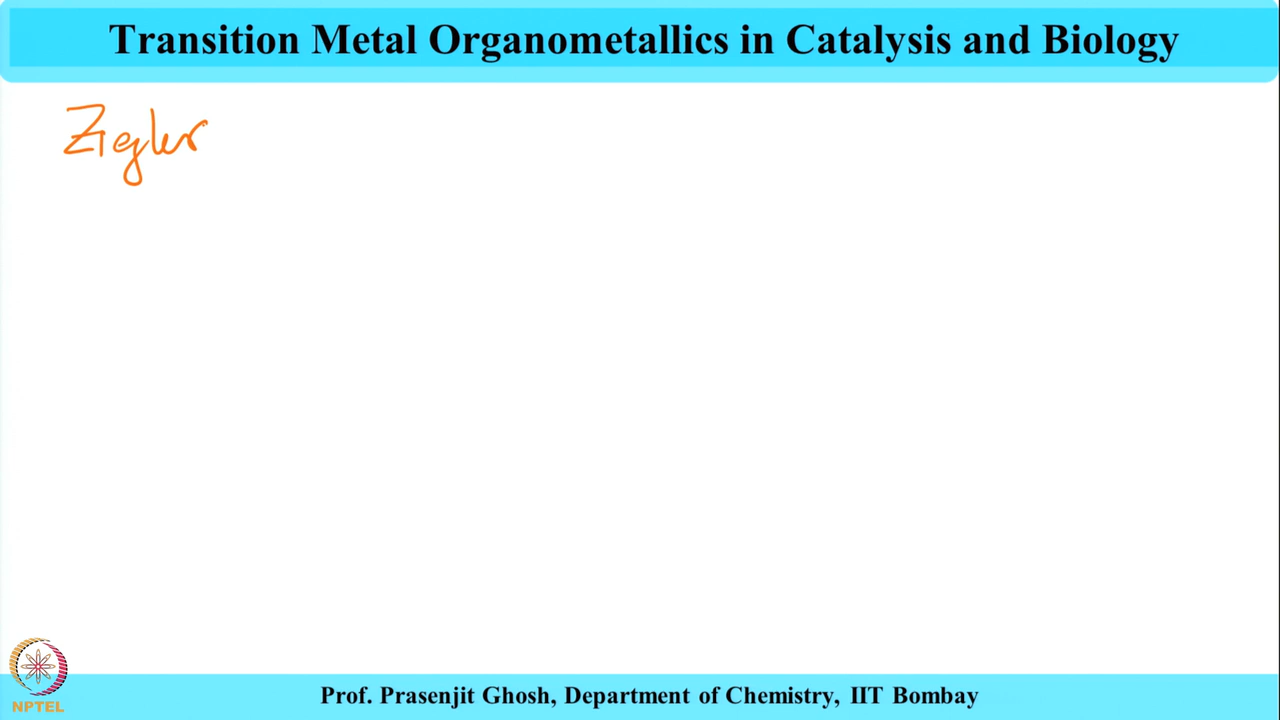 Transition Metal Organometallics in Catalysis and Biology
Ziegler
NPTEL
Prof. Prasenjit Ghosh, Department of Chemistry, IIT Bombay